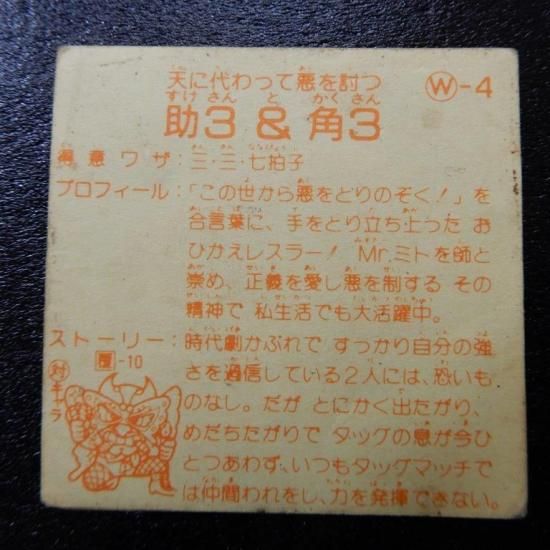 天に代わって悪を討つ
Ⓦ-4
すけ さん と かく さん
助3 & 角3
得意ワザ:三・三・七拍子
プロフィール:「この世から悪をとりのぞく!」を
合言葉に、手をとり立ち上った お
ひかえレスラー! Mr.ミトを師と
崇め、正義を愛し悪を制する その
精神で 私生活でも大活躍中。
ストーリー:時代劇かぶれで すっかり自分の強
さを過信している2人には、恐いも
のなし。だが とにかく出たがり、
めだちたがりで タッグの息が今ひ
とつあわず、いつもタッグマッチで
は仲間われをし、力を発揮できない。
覆-10
対キャラ